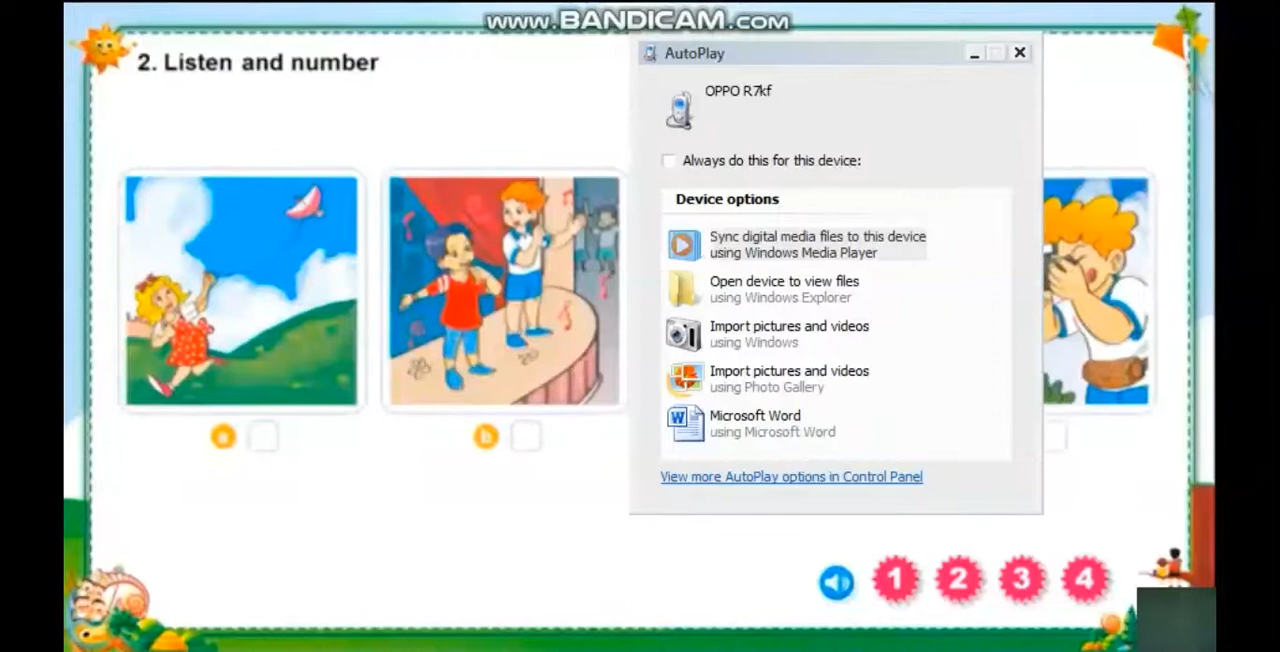 www.BANDICAM.com
2. Listen and number
AutoPlay
OPPO R7kf
Always do this for this device:
Device options
Sync digital media files to this device
using Windows Media Player
Open device to view files
using Windows Explorer
Import pictures and videos
using Windows
Import pictures and videos
using Photo Gallery
Microsoft Word
using Microsoft Word
View more AutoPlay options in Control Panel
a
b
1 2 3 4